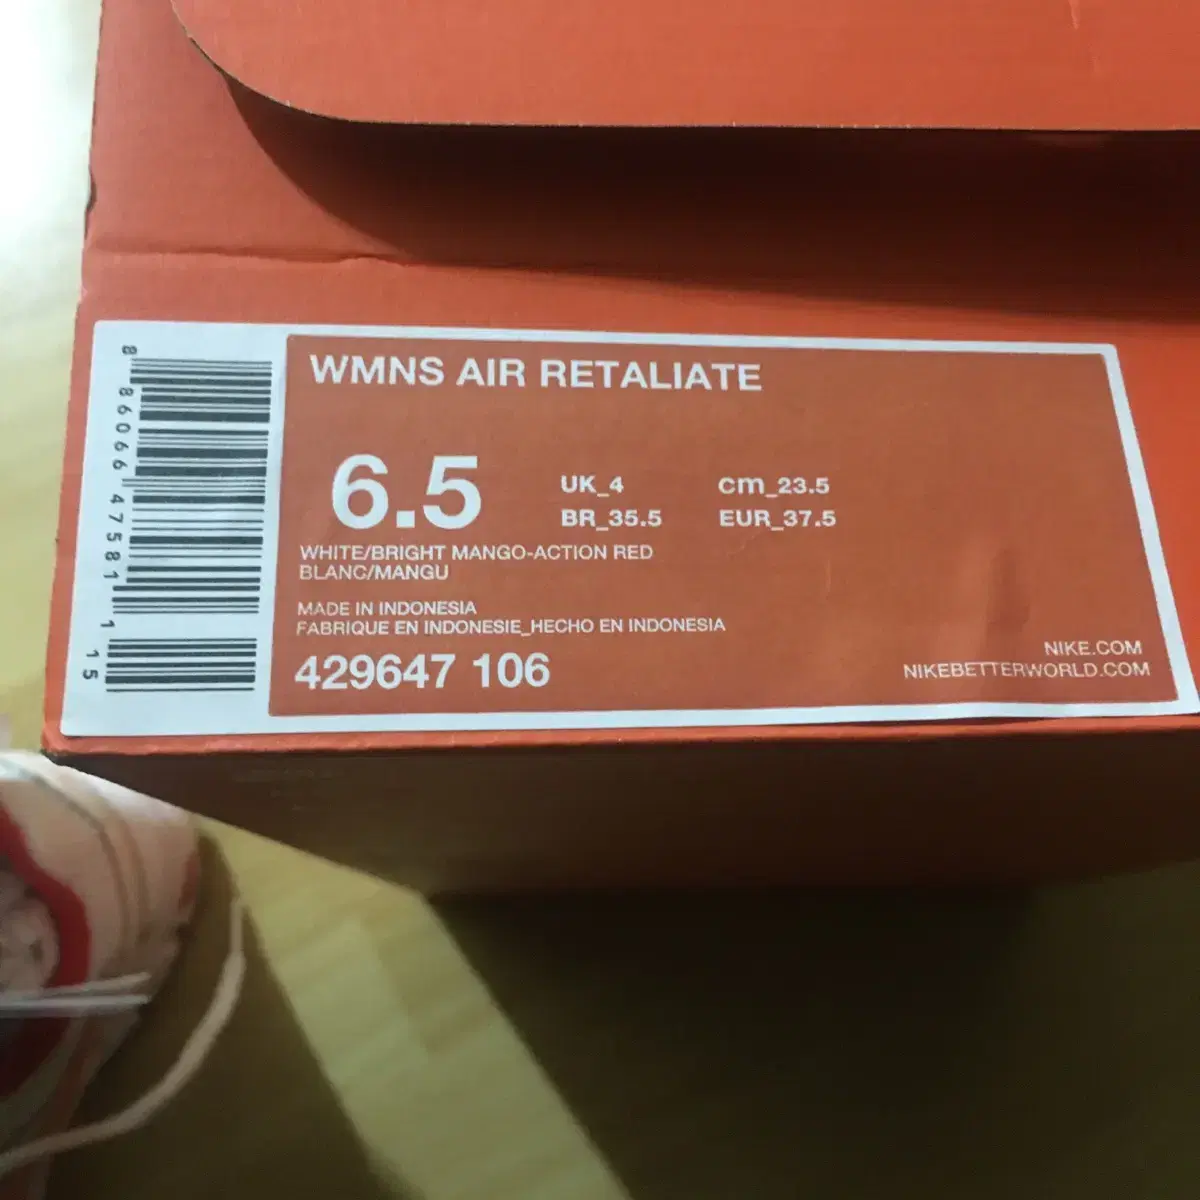 WMNS AIR RETALIATE
6.5
UK_4 cm_23.5
BR_35.5 EUR_37.5
WHITE/BRIGHT MANGO-ACTION RED
BLANC/MANGU
MADE IN INDONESIA
FABRIQUE EN INDONESIE_HECHO EN INDONESIA
429647 106
NIKE.COM
NIKEBETTERWORLD.COM
8 86066 47581 1 15